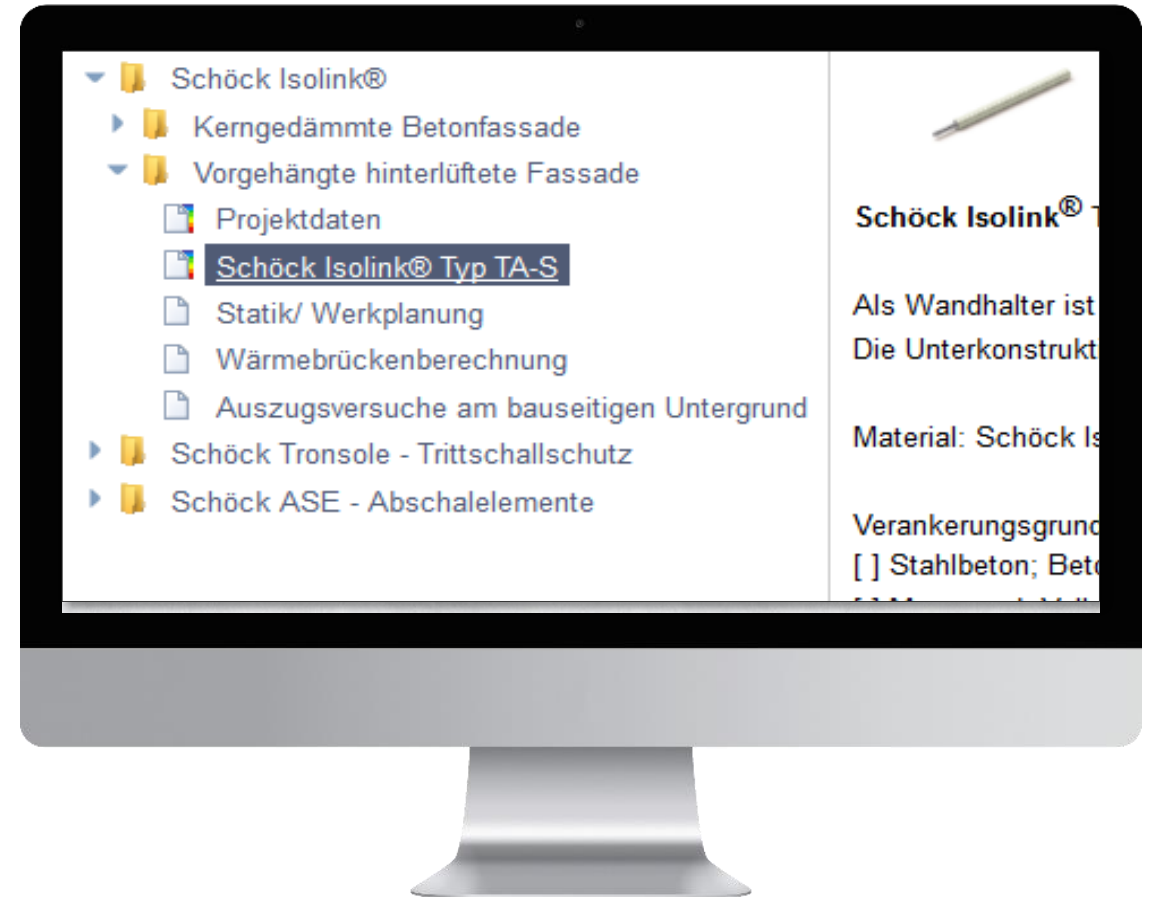 Schöck Isolink®
Kerngedämmte Betonfassade
Vorgehängte hinterlüftete Fassade
Projektdaten
Schöck Isolink® Typ TA-S
Statik/ Werkplanung
Wärmebrückenberechnung
Auszugsversuche am bauseitigen Untergrund
Schöck Tronsole - Trittschallschutz
Schöck ASE - Abschalelemente
Schöck Isolink®
Als Wandhalter ist
Die Unterkonstrukt
Material: Schöck Is
Verankerungsgrund
[ ] Stahlbeton; Beto